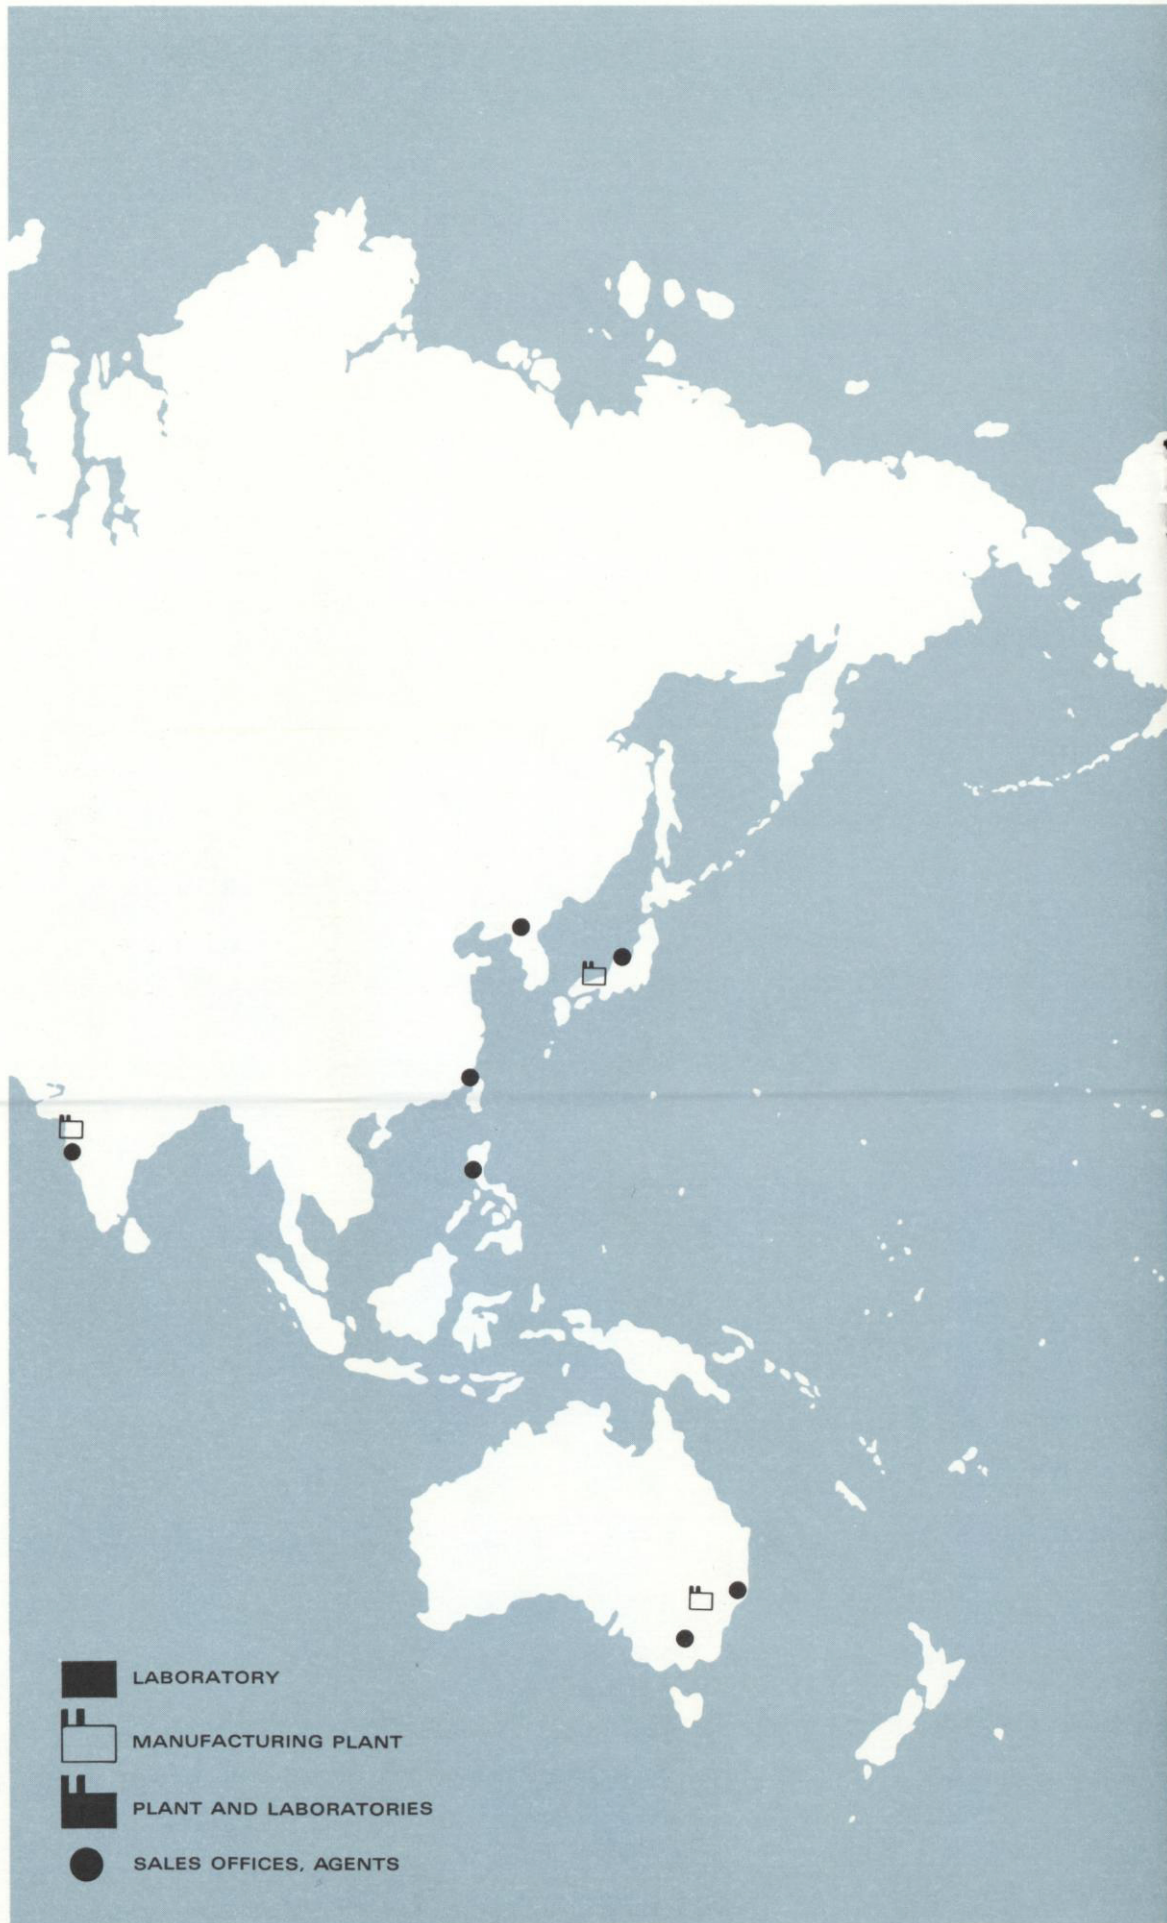 LABORATORY
MANUFACTURING PLANT
PLANT AND LABORATORIES
SALES OFFICES, AGENTS